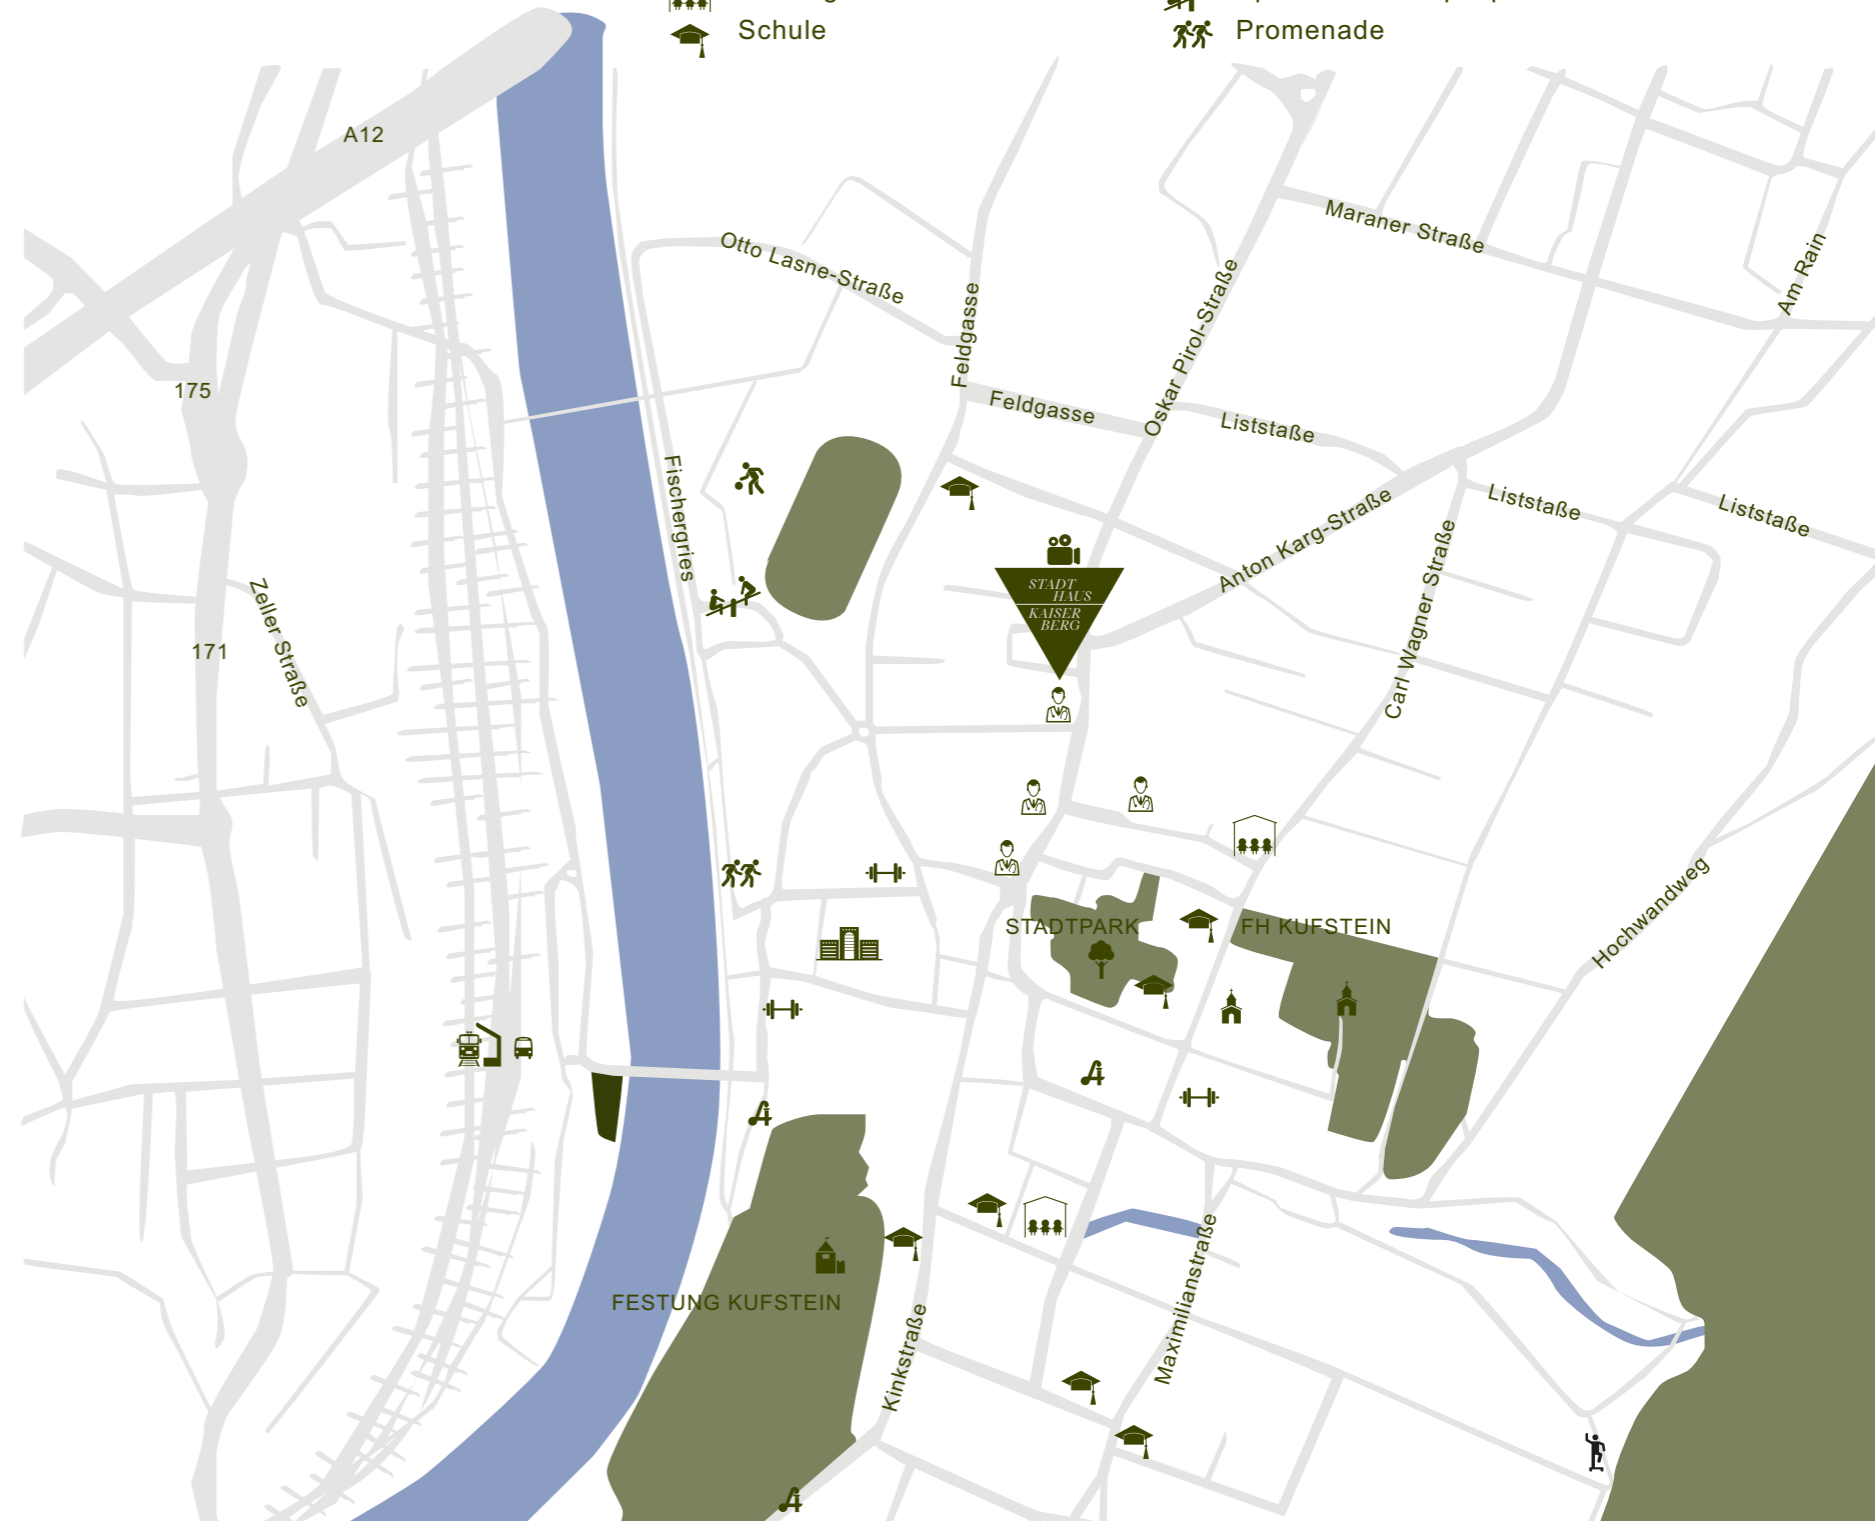 Schule
Promenade
A12
Maraner Straße
Otto Lasne-Straße
Am Rain
Oskar Pirol-Straße
Feldgasse
175
Feldgasse
Liststaße
Fischergries
Liststaße
Liststaße
Anton Karg-Straße
Carl Wagner Straße
STADT
HAUS
KAISER
BERG
Zeller Straße
171
Hochwandweg
STADTPARK
FH KUFSTEIN
Maximilianstraße
FESTUNG KUFSTEIN
Kinkstraße